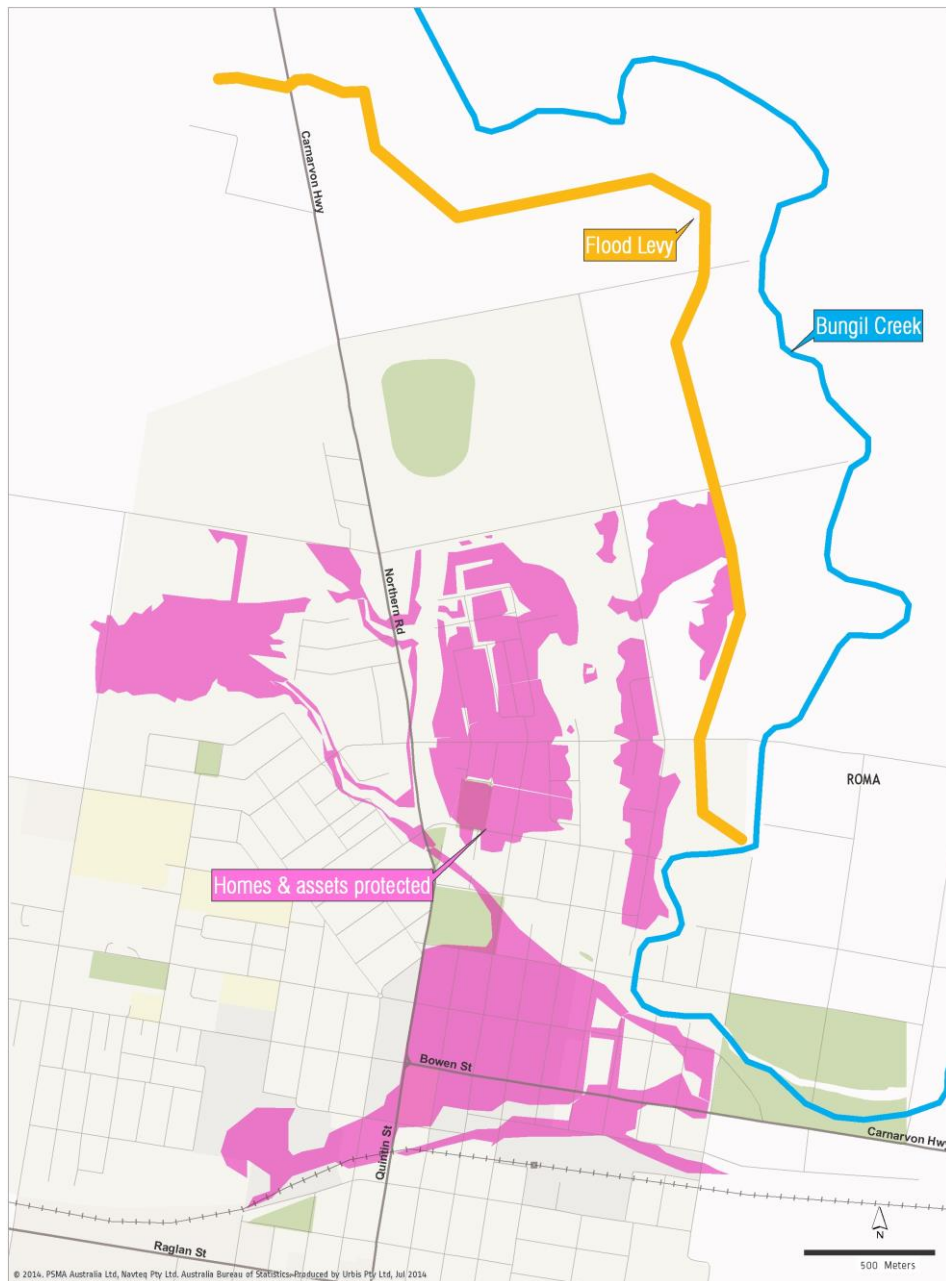 Carnarvon Hwy
Flood Levy
Bungil Creek
Northern Rd
ROMA
Homes & assets protected
Bowen St
Carnarvon Hwy
Quintin St
N
Raglan St
500 Meters
© 2014. PSMA Australia Ltd, Navteq Pty Ltd. Australia Bureau of Statistics. Produced by Urbis Pty Ltd, Jul 2014